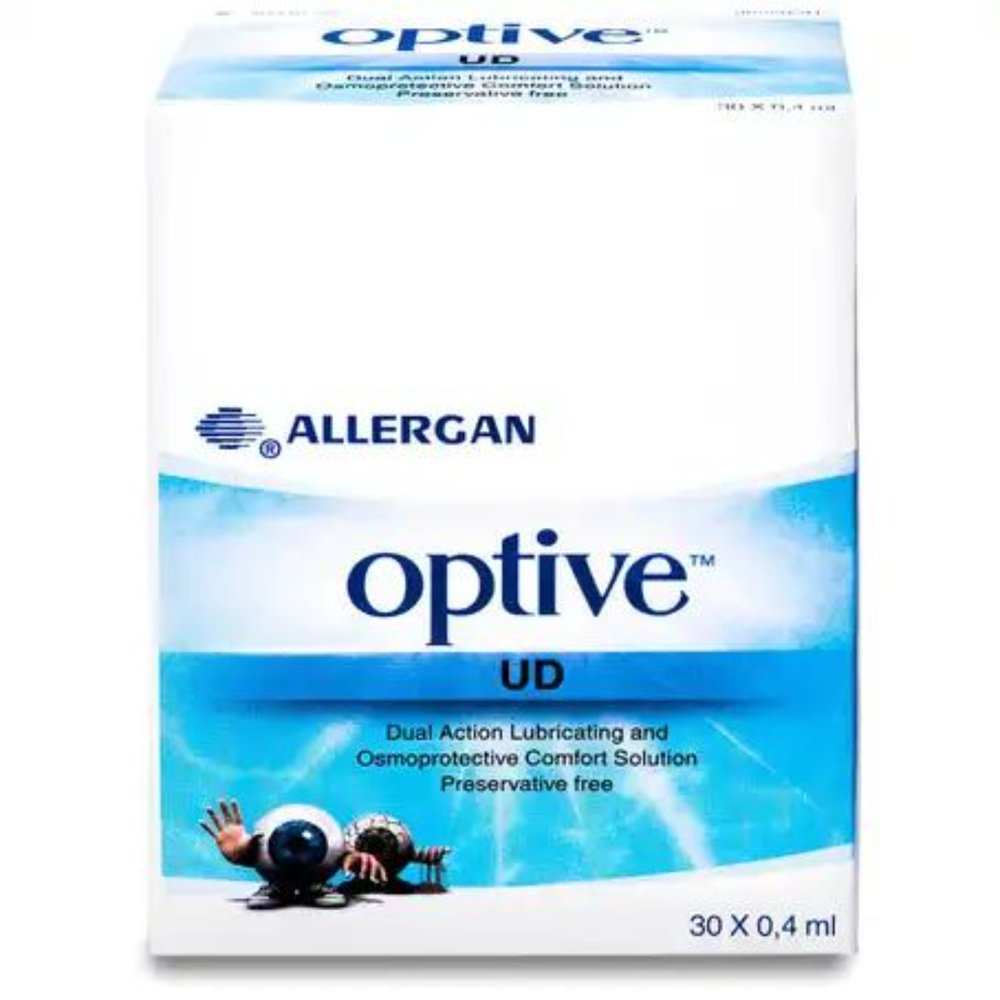 optive™
UD
Dual Action Lubricating and
Osmoprotective Comfort Solution
Preservative free
30 X 0,4 ml
® ALLERGAN
optive™
UD
Dual Action Lubricating and
Osmoprotective Comfort Solution
Preservative free
30 X 0,4 ml